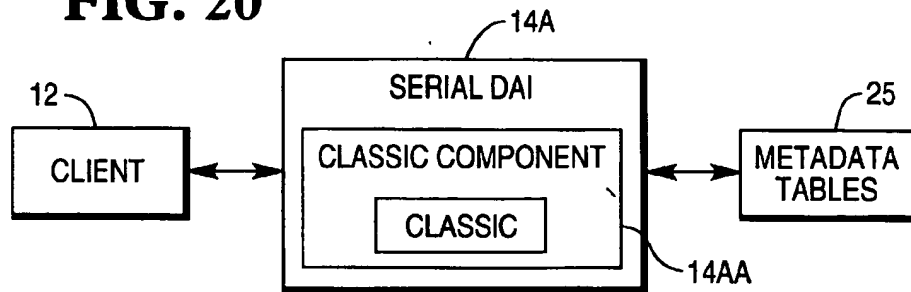 FIG. 20
14A
SERIAL DAI
12
25
CLIENT
CLASSIC COMPONENT
METADATA
TABLES
CLASSIC
14AA